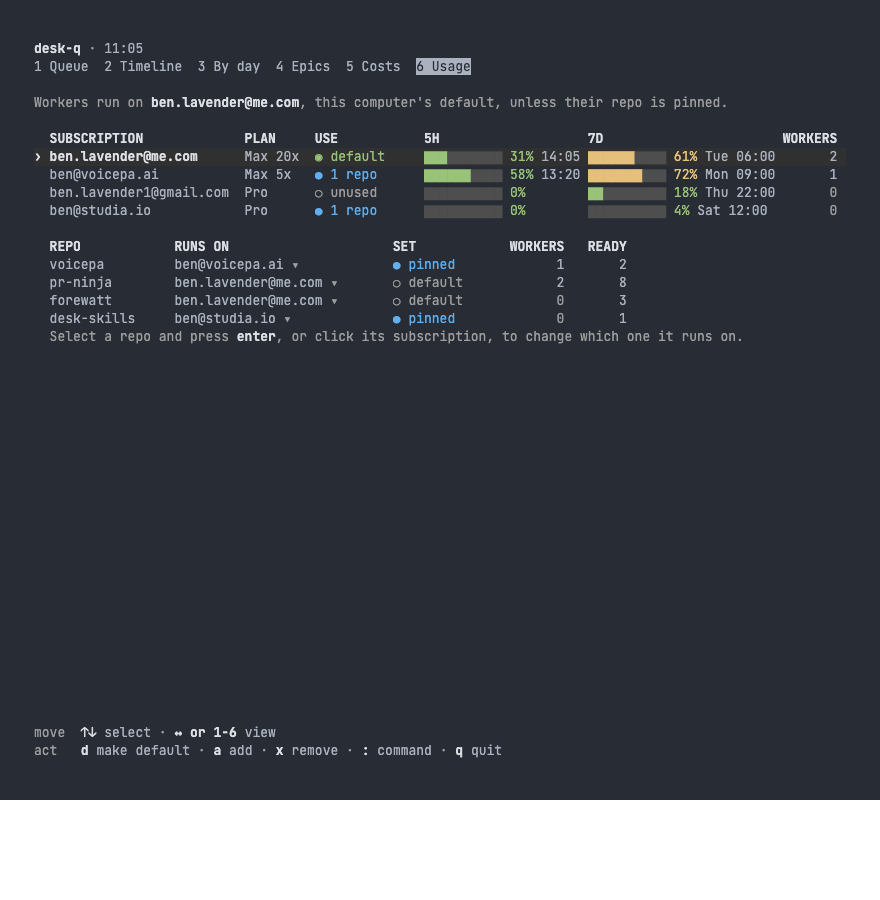 desk-q · 11:05
1 Queue  2 Timeline  3 By day  4 Epics  5 Costs  6 Usage
Workers run on ben.lavender@me.com, this computer's default, unless their repo is pinned.
SUBSCRIPTION  PLAN  USE  5H  7D  WORKERS
› ben.lavender@me.com  Max 20x  ◉ default  31% 14:05  61% Tue 06:00  2
ben@voicepa.ai  Max 5x  ● 1 repo  58% 13:20  72% Mon 09:00  1
ben.lavender1@gmail.com  Pro  ○ unused  0%  18% Thu 22:00  0
ben@studia.io  Pro  ● 1 repo  0%  4% Sat 12:00  0
REPO  RUNS ON  SET  WORKERS  READY
voicepa  ben@voicepa.ai ▾  ● pinned  1  2
pr-ninja  ben.lavender@me.com ▾  ○ default  2  8
forewatt  ben.lavender@me.com ▾  ○ default  0  3
desk-skills  ben@studia.io ▾  ● pinned  0  1
Select a repo and press enter, or click its subscription, to change which one it runs on.
move  ↑↓ select · ↔ or 1-6 view
act  d make default · a add · x remove · : command · q quit